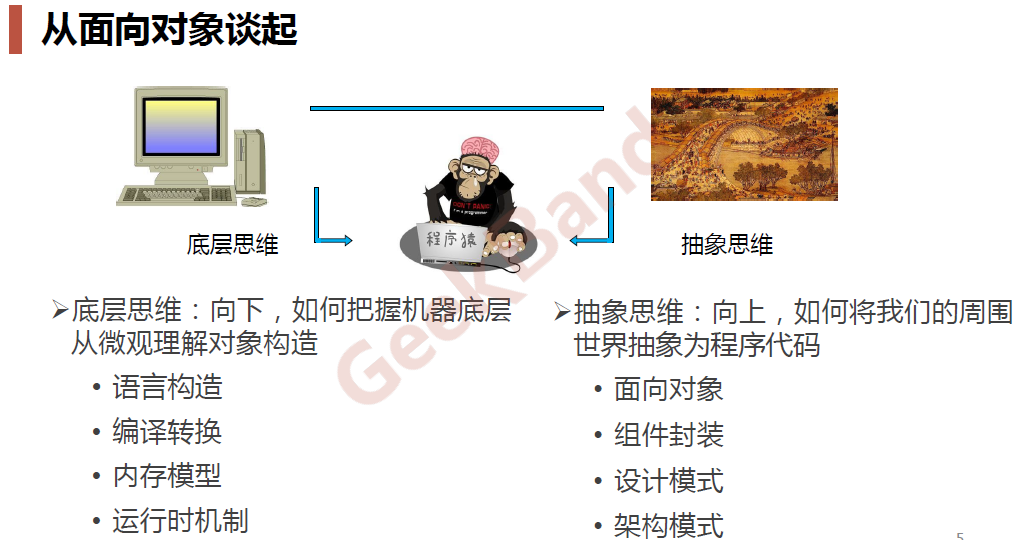 从面向对象谈起
DON'T PANIC
I'm a programmer
程序猿
底层思维
抽象思维
➢底层思维：向下，如何把握机器底层
从微观理解对象构造
• 语言构造
• 编译转换
• 内存模型
• 运行时机制
➢抽象思维：向上，如何将我们的周围
世界抽象为程序代码
• 面向对象
• 组件封装
• 设计模式
• 架构模式
GeekBand
5